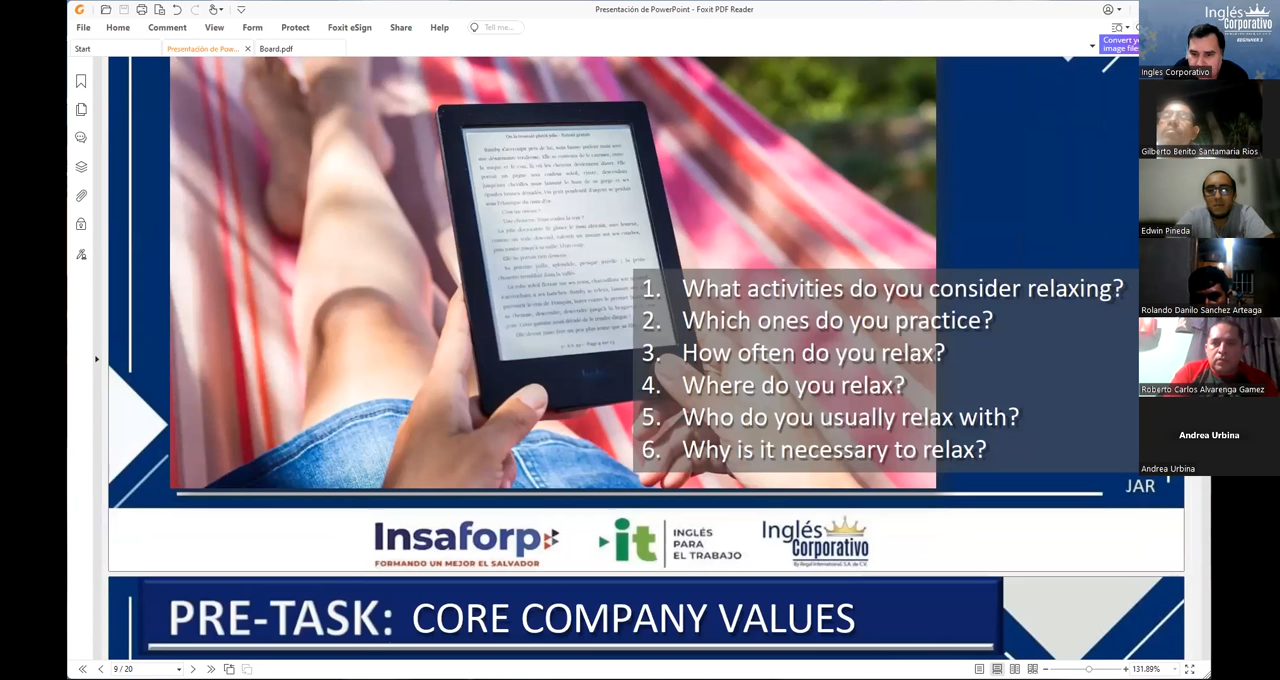 Presentación de PowerPoint - Foxit PDF Reader
File Home Comment View Form Protect Foxit eSign Share Help Tell me...
Start Presentación de Pow... Board.pdf
Convert yo
image files
1. What activities do you consider relaxing?
2. Which ones do you practice?
3. How often do you relax?
4. Where do you relax?
5. Who do you usually relax with?
6. Why is it necessary to relax?
JAR
Insaforp
FORMANDO UN MEJOR EL SALVADOR
it
INGLÉS
PARA
EL TRABAJO
Inglés
Corporativo
PRE-TASK: CORE COMPANY VALUES
9 / 20
131.89%
Inglés
Corporativo
Ingles Corporativo
Gilberto Benito Santamaria Rios
Edwin Pineda
Rolando Danilo Sanchez Arteaga
Roberto Carlos Alvarenga Gamez
Andrea Urbina
Andrea Urbina